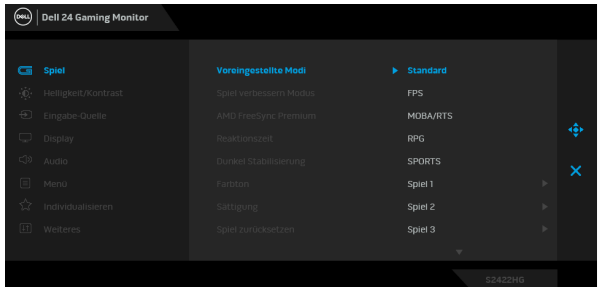 DELL
Dell 24 Gaming Monitor
Spiel
Helligkeit/Kontrast
Eingabe-Quelle
Display
Audio
Menü
Individualisieren
Weiteres
Voreingestellte Modi
Spiel verbessern Modus
AMD FreeSync Premium
Reaktionszeit
Dunkel Stabilisierung
Farbton
Sättigung
Spiel zurücksetzen
Standard
FPS
MOBA/RTS
RPG
SPORTS
Spiel 1
Spiel 2
Spiel 3
S2422HG